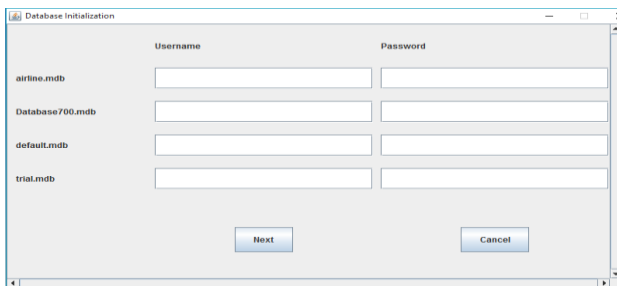 Database Initialization
Username Password
airline.mdb
Database700.mdb
default.mdb
trial.mdb
Next Cancel